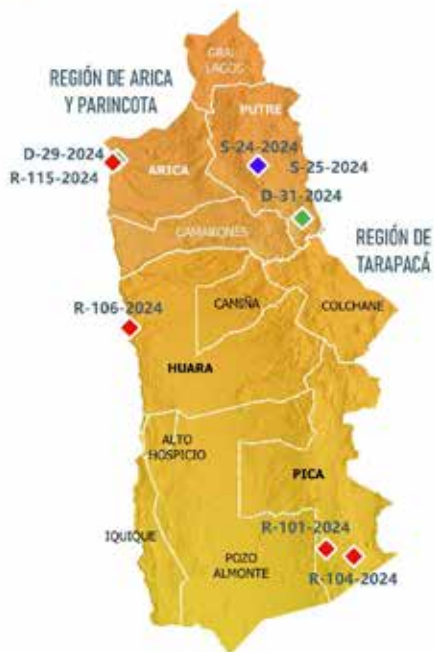 GRAL
LAGOS
REGIÓN DE ARICA
Y PARINCOTA
PUTRE
D-29-2024
R-115-2024
ARICA
S-24-2024
S-25-2024
D-31-2024
CAMARONES
REGIÓN DE
TARAPACÁ
R-106-2024
CAMIÑA
COLCHANE
HUARA
ALTO
HOSPICIO
PICA
IQUIQUE
R-101-2024
POZO
ALMONTE
R-104-2024